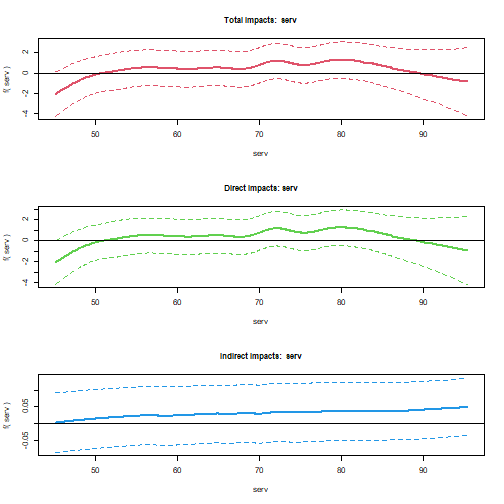 Total Impacts: serv
f( serv )
2
0
-2
-4
50 60 70 80 90
serv
Direct Impacts: serv
f( serv )
2
0
-4
50 60 70 80 90
serv
Indirect Impacts: serv
f( serv )
0.05
-0.05
50 60 70 80 90
serv